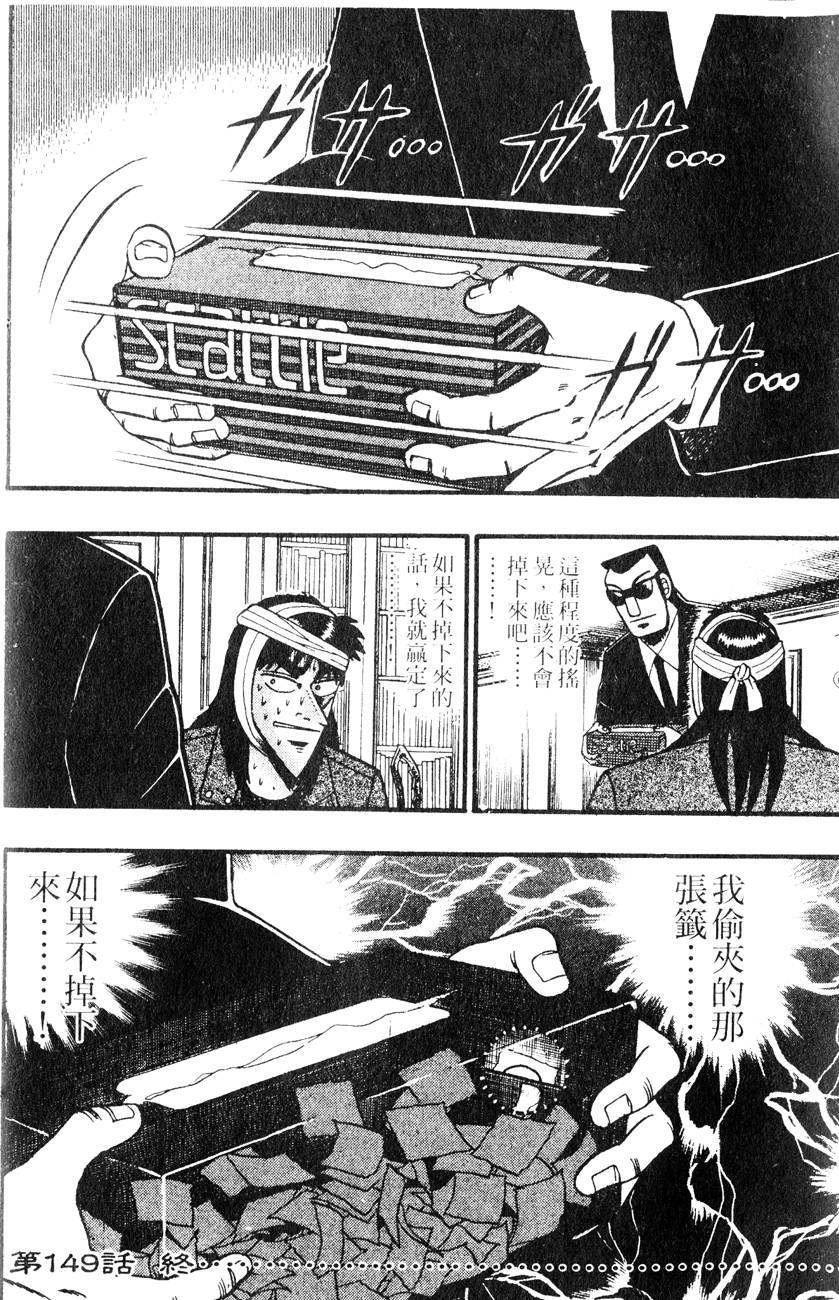 ガサ。。。
ガサ。。。
scattie
ガサ。。。
這種程度的搖
晃，應該不會
掉下來吧……
……！
如果不掉下來的
話，我就贏定了
……
我偷夾的那
張籤………
如果不掉下
來…………！
第149話 終